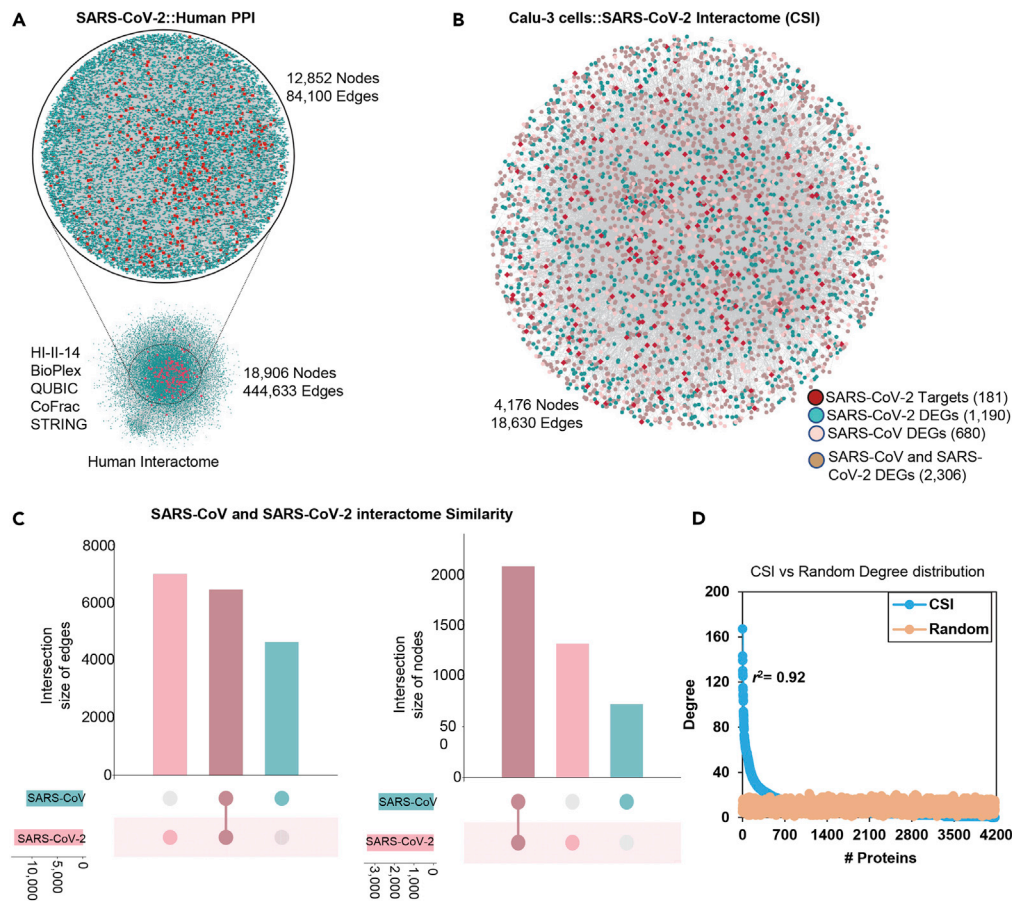 A
SARS-CoV-2::Human PPI
12,852 Nodes
84,100 Edges
HI-II-14
BioPlex
QUBIC
CoFrac
STRING
18,906 Nodes
444,633 Edges
Human Interactome
B
Calu-3 cells::SARS-CoV-2 Interactome (CSI)
4,176 Nodes
18,630 Edges
SARS-CoV-2 Targets (181)
SARS-CoV-2 DEGs (1,190)
SARS-CoV DEGs (680)
SARS-CoV and SARS-
CoV-2 DEGs (2,306)
C
SARS-CoV and SARS-CoV-2 interactome Similarity
Intersection
size of edges
8000
6000
4000
2000
0
SARS-CoV
SARS-CoV-2
10,000
5,000
0
Intersection
size of nodes
2000
1000
50
0
0
SARS-CoV
SARS-CoV-2
3,000
2,000
1,000
0
D
CSI vs Random Degree distribution
Degree
200
160
120
80
40
0
CSI
Random
r²= 0.92
0 700 1400 2100 2800 3500 4200
# Proteins